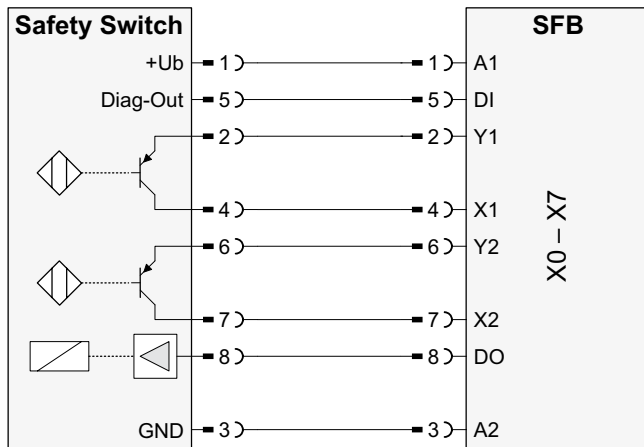 Safety Switch SFB
+Ub 1 1 A1
Diag-Out 5 5 DI
2 2 Y1
4 4 X1
6 6 Y2
7 7 X2
8 8 DO
GND 3 3 A2
X0 – X7